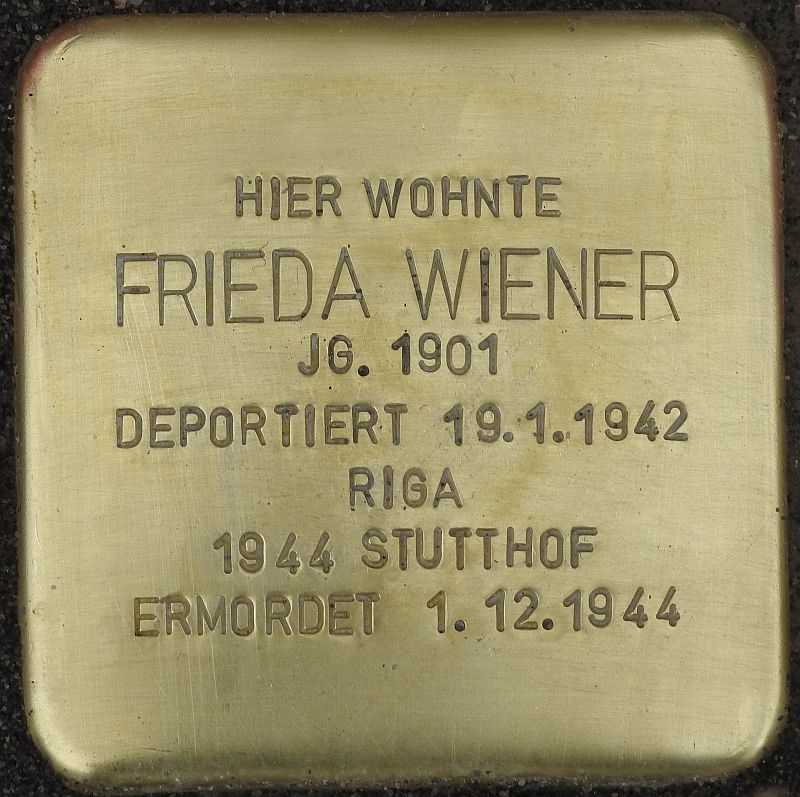 HIER WOHNTE
FRIEDA WIENER
JG. 1901
DEPORTIERT 19.1.1942
RIGA
1944 STUTTHOF
ERMORDET 1.12.1944